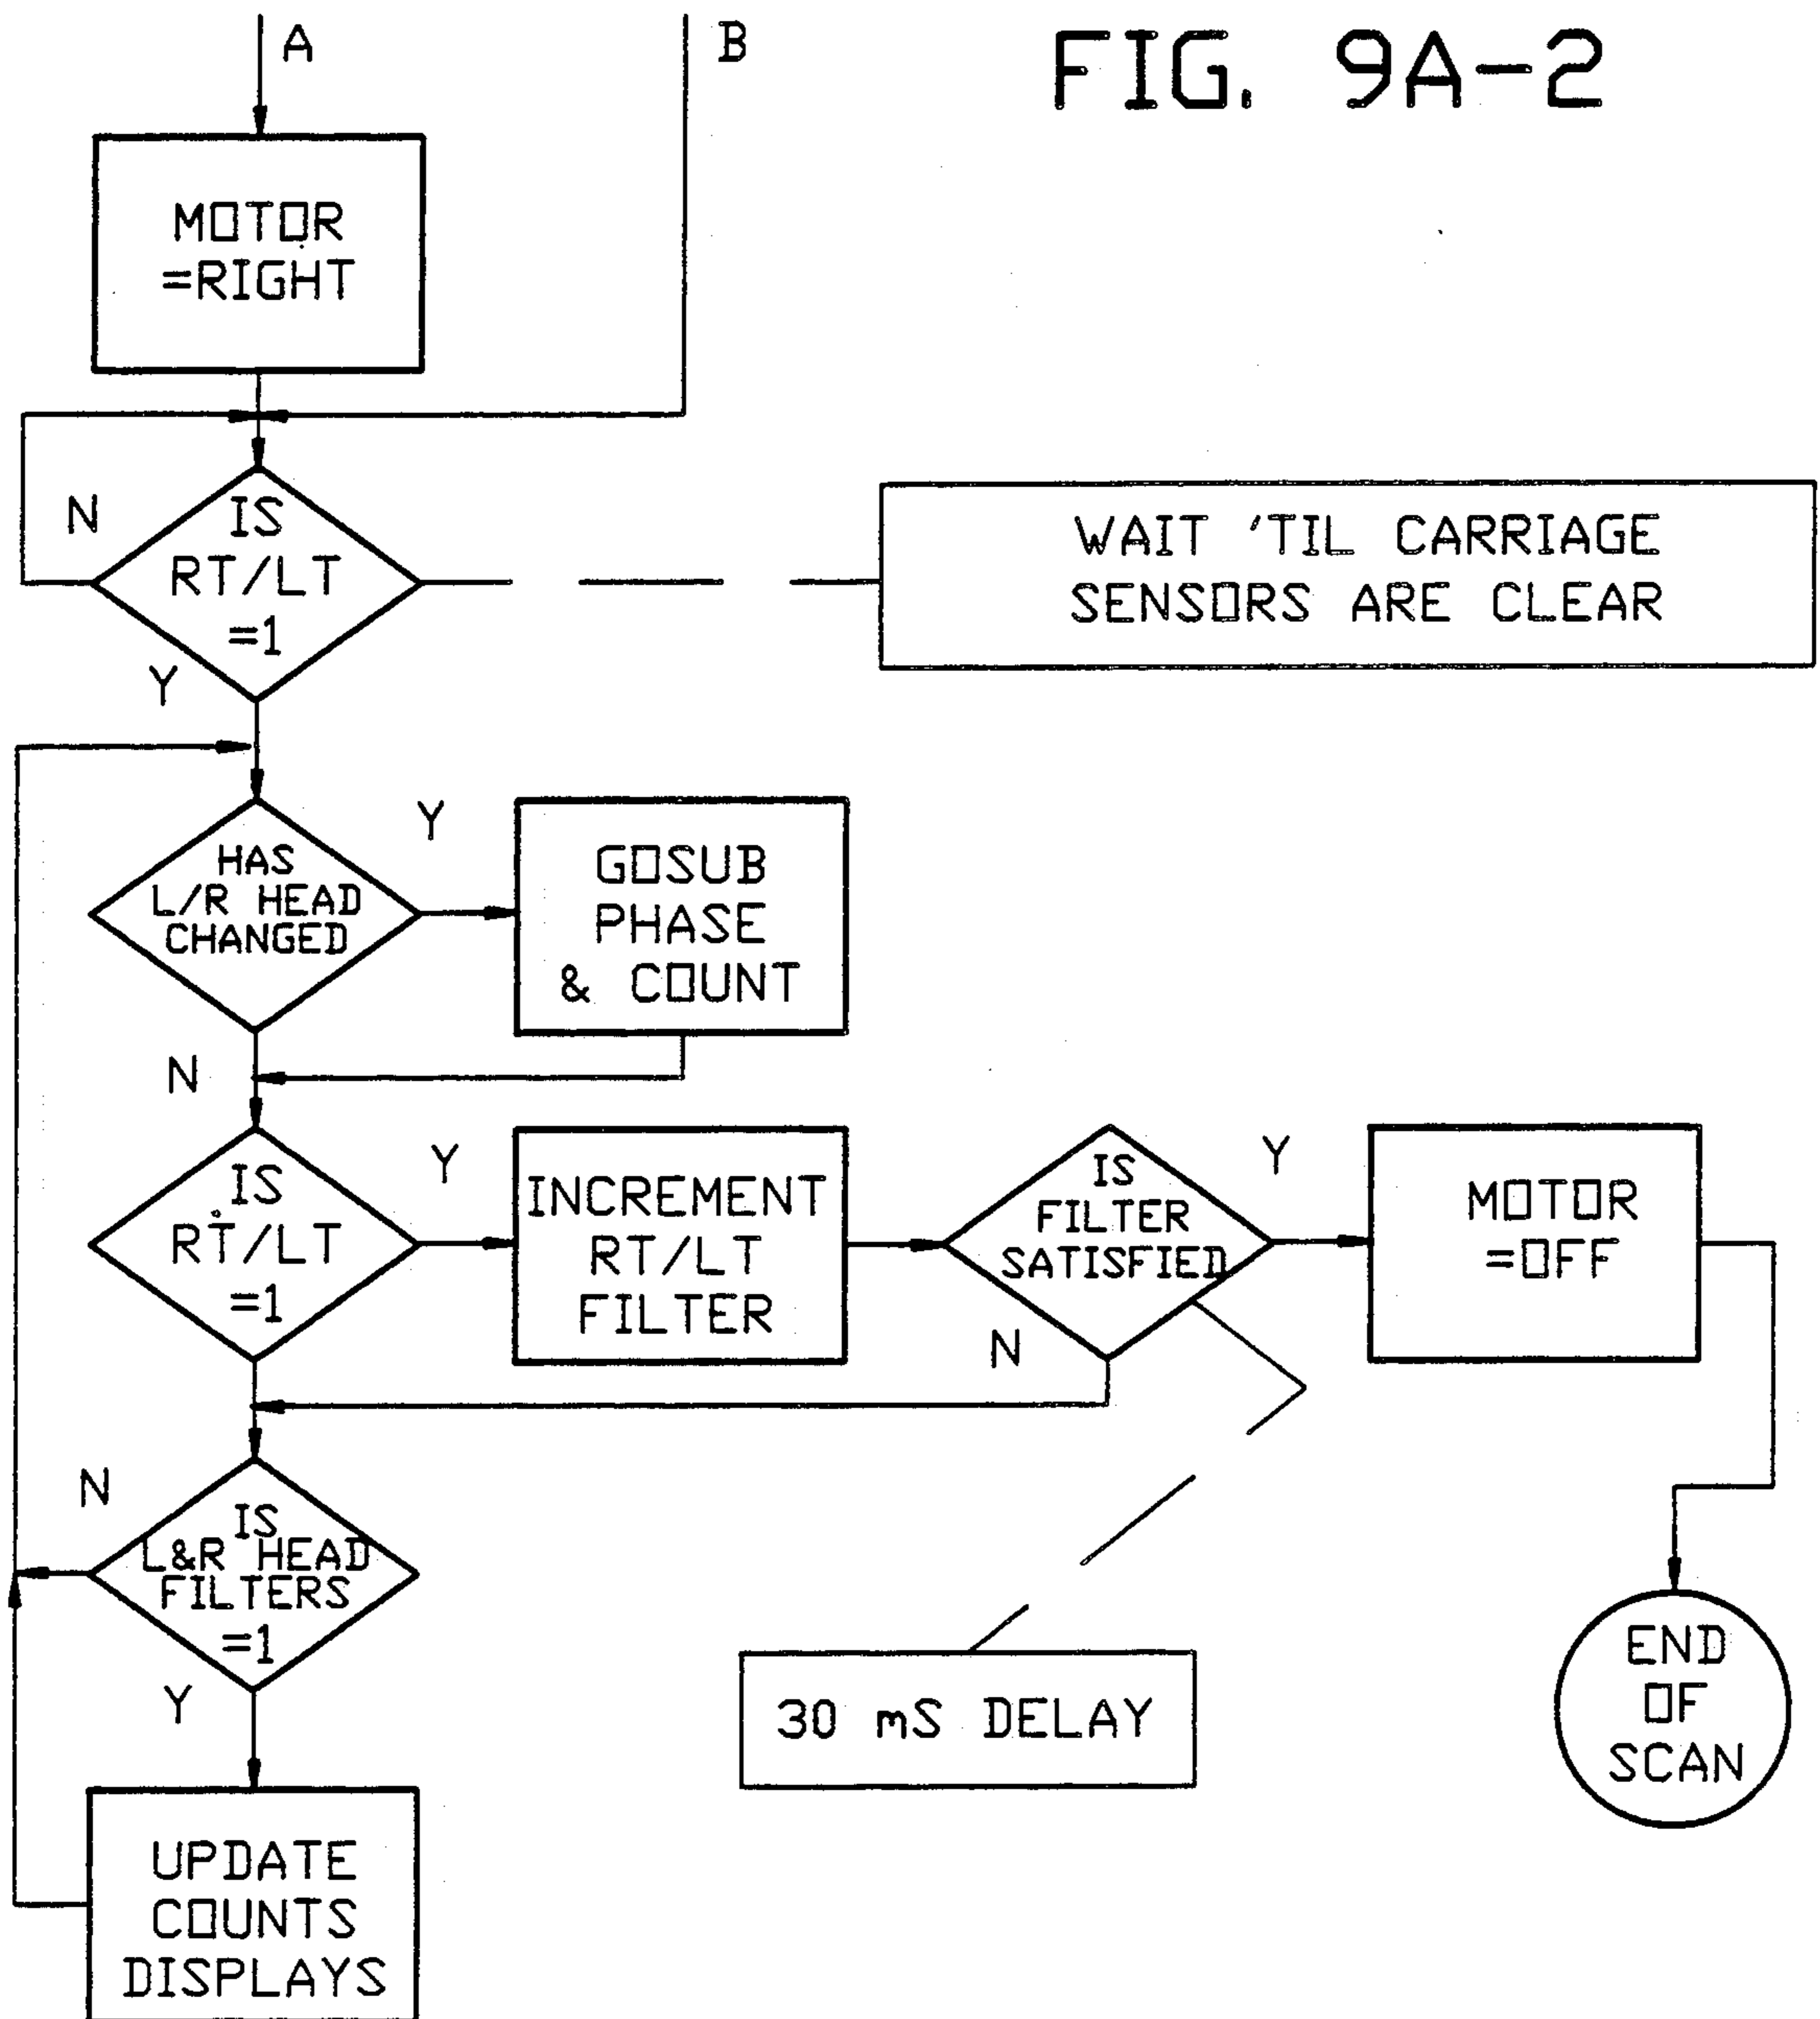 A
B
FIG. 9A-2
MOTOR
=RIGHT
N
IS
RT/LT
=1
Y
WAIT 'TIL CARRIAGE
SENSORS ARE CLEAR
HAS
L/R HEAD
CHANGED
Y
N
GOSUB
PHASE
& COUNT
IS
RT/LT
=1
Y
INCREMENT
RT/LT
FILTER
IS
FILTER
SATISFIED
Y
N
MOTOR
=OFF
N
IS
L&R HEAD
FILTERS
=1
Y
30 mS DELAY
END
OF
SCAN
UPDATE
COUNTS
DISPLAYS